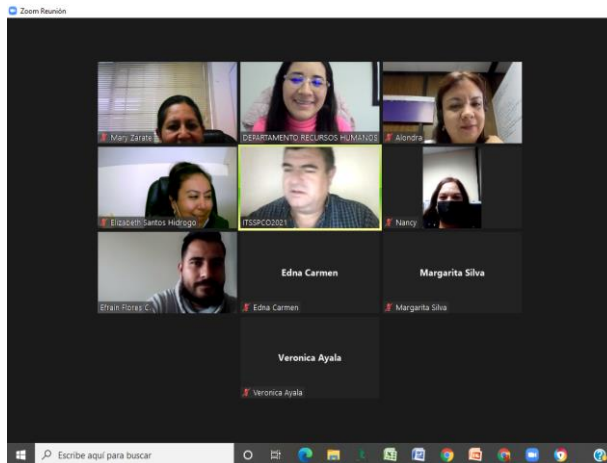 Zoom Reunión
Mary Zarate
DEPARTAMENTO RECURSOS HUMANOS
Alondra
Elizabeth Santos Hidrogo
ITSSPCO2021
Nancy
Efrain Flores C.
Edna Carmen
Edna Carmen
Margarita Silva
Margarita Silva
Veronica Ayala
Veronica Ayala
Escribe aquí para buscar